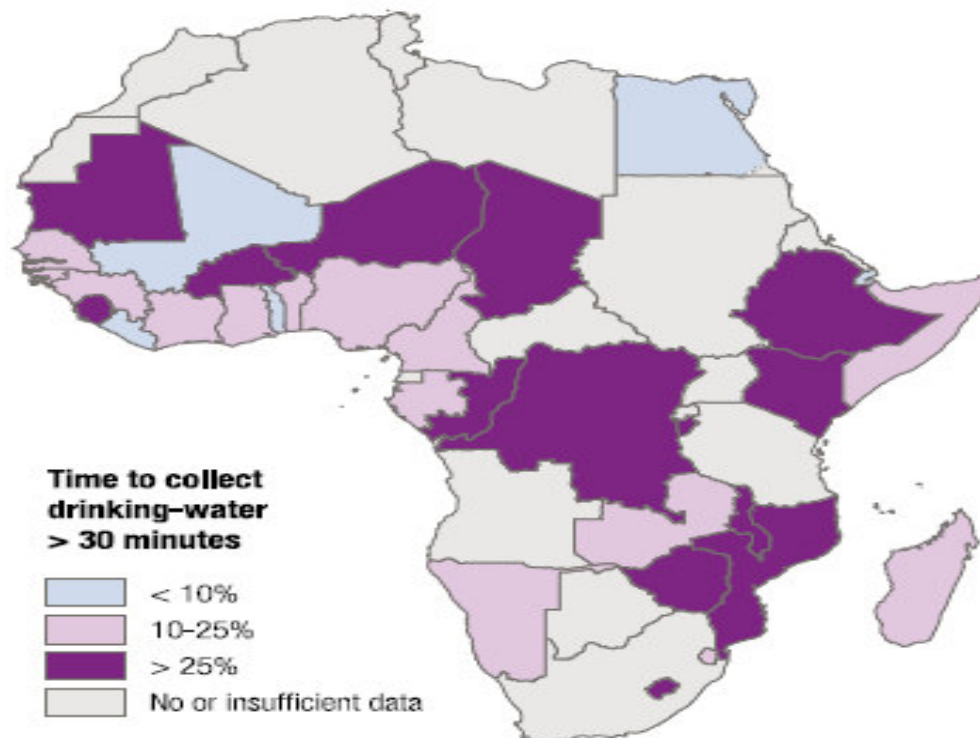 Time to collect
drinking-water
> 30 minutes
< 10%
10-25%
> 25%
No or insufficient data